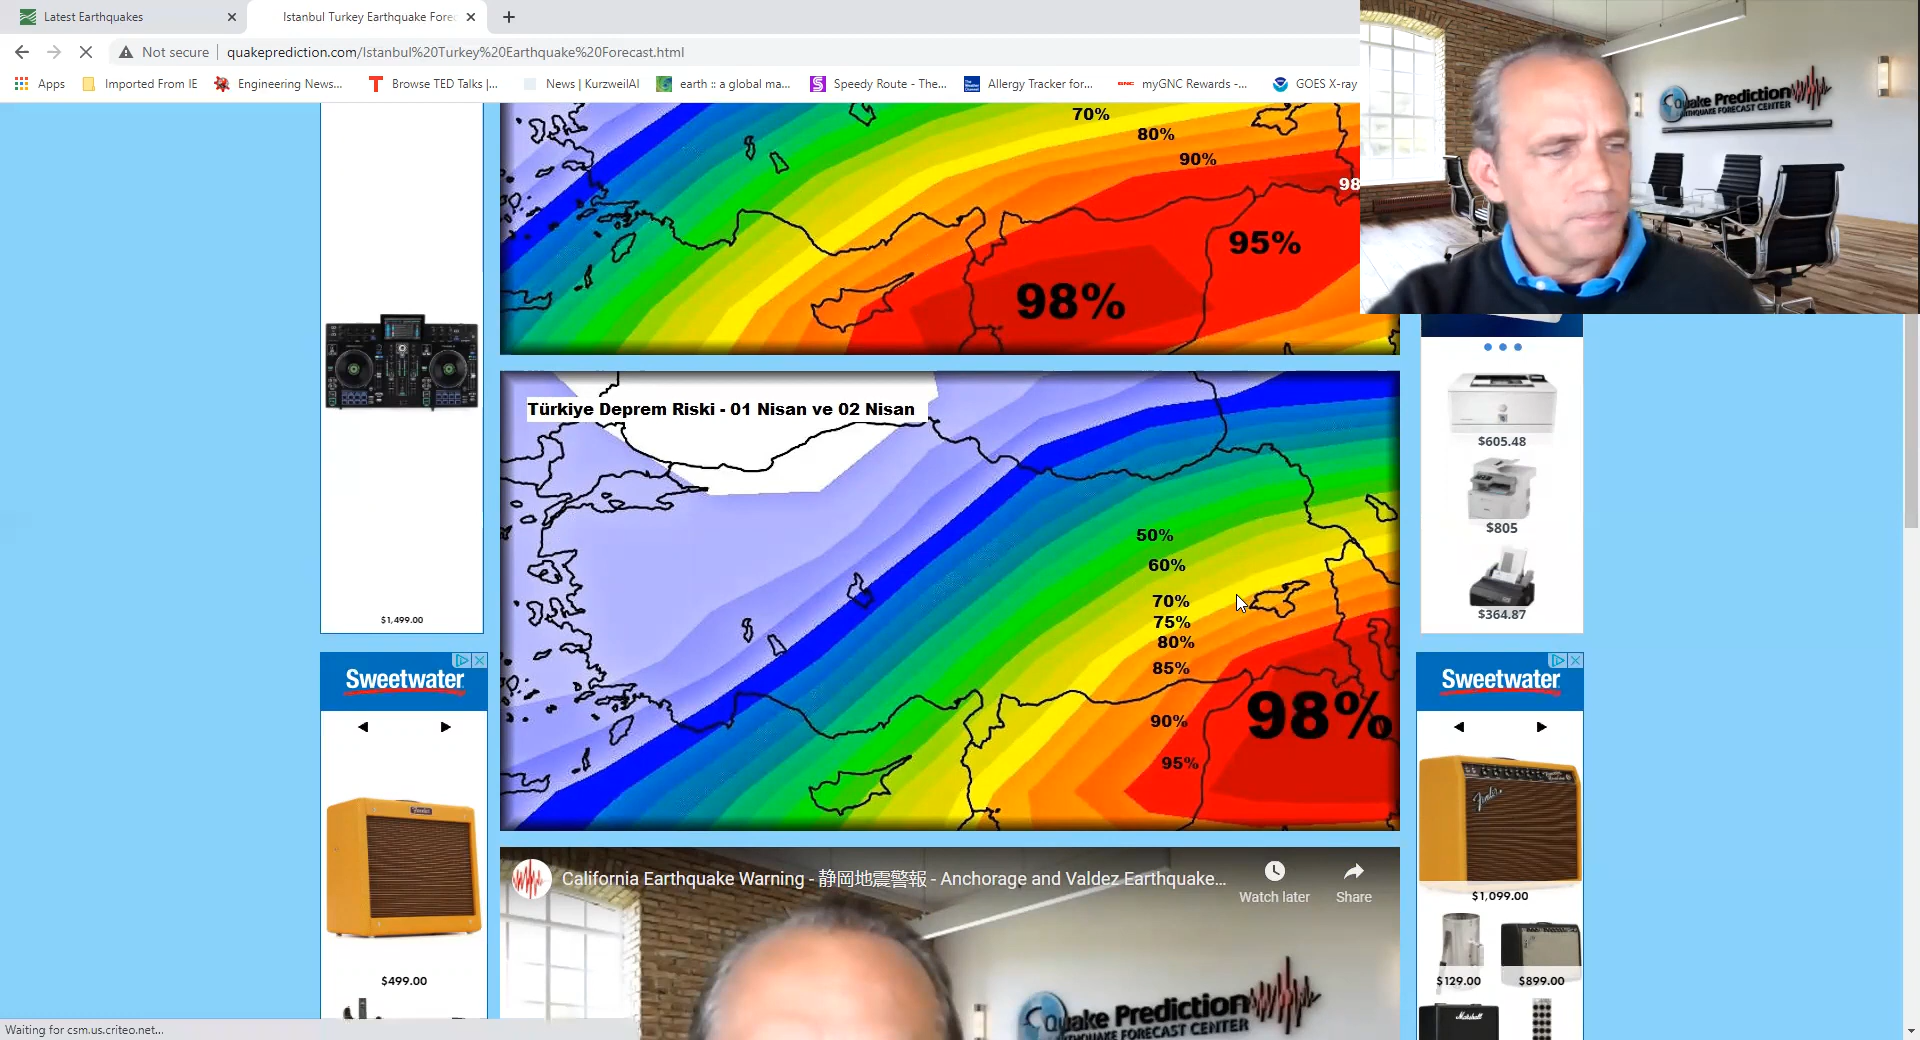 Latest Earthquakes
Istanbul Turkey Earthquake Forec
Not secure
quakeprediction.com/Istanbul%20Turkey%20Earthquake%20Forecast.html
Apps
Imported From IE
Engineering News...
Browse TED Talks |...
News | KurzweilAI
earth :: a global ma...
Speedy Route - The...
Allergy Tracker for...
myGNC Rewards -...
GOES X-ray
Quake Prediction
EARTHQUAKE FORECAST CENTER
70%
80%
90%
98
95%
98%
$1,499.00
$605.48
$805
$364.87
Türkiye Deprem Riski - 01 Nisan ve 02 Nisan
50%
60%
70%
75%
80%
85%
90%
95%
98%
Sweetwater
$499.00
Sweetwater
Fender
$1,099.00
$129.00
$899.00
Marshall
California Earthquake Warning - 静岡地震警報 - Anchorage and Valdez Earthquake...
Watch later
Share
Quake Prediction
EARTHQUAKE FORECAST CENTER
Waiting for csm.us.criteo.net...